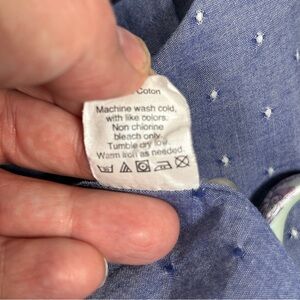 Coton
Machine wash cold,
with like colors.
Non chlorine
bleach only.
Tumble dry low.
Warm iron as needed.